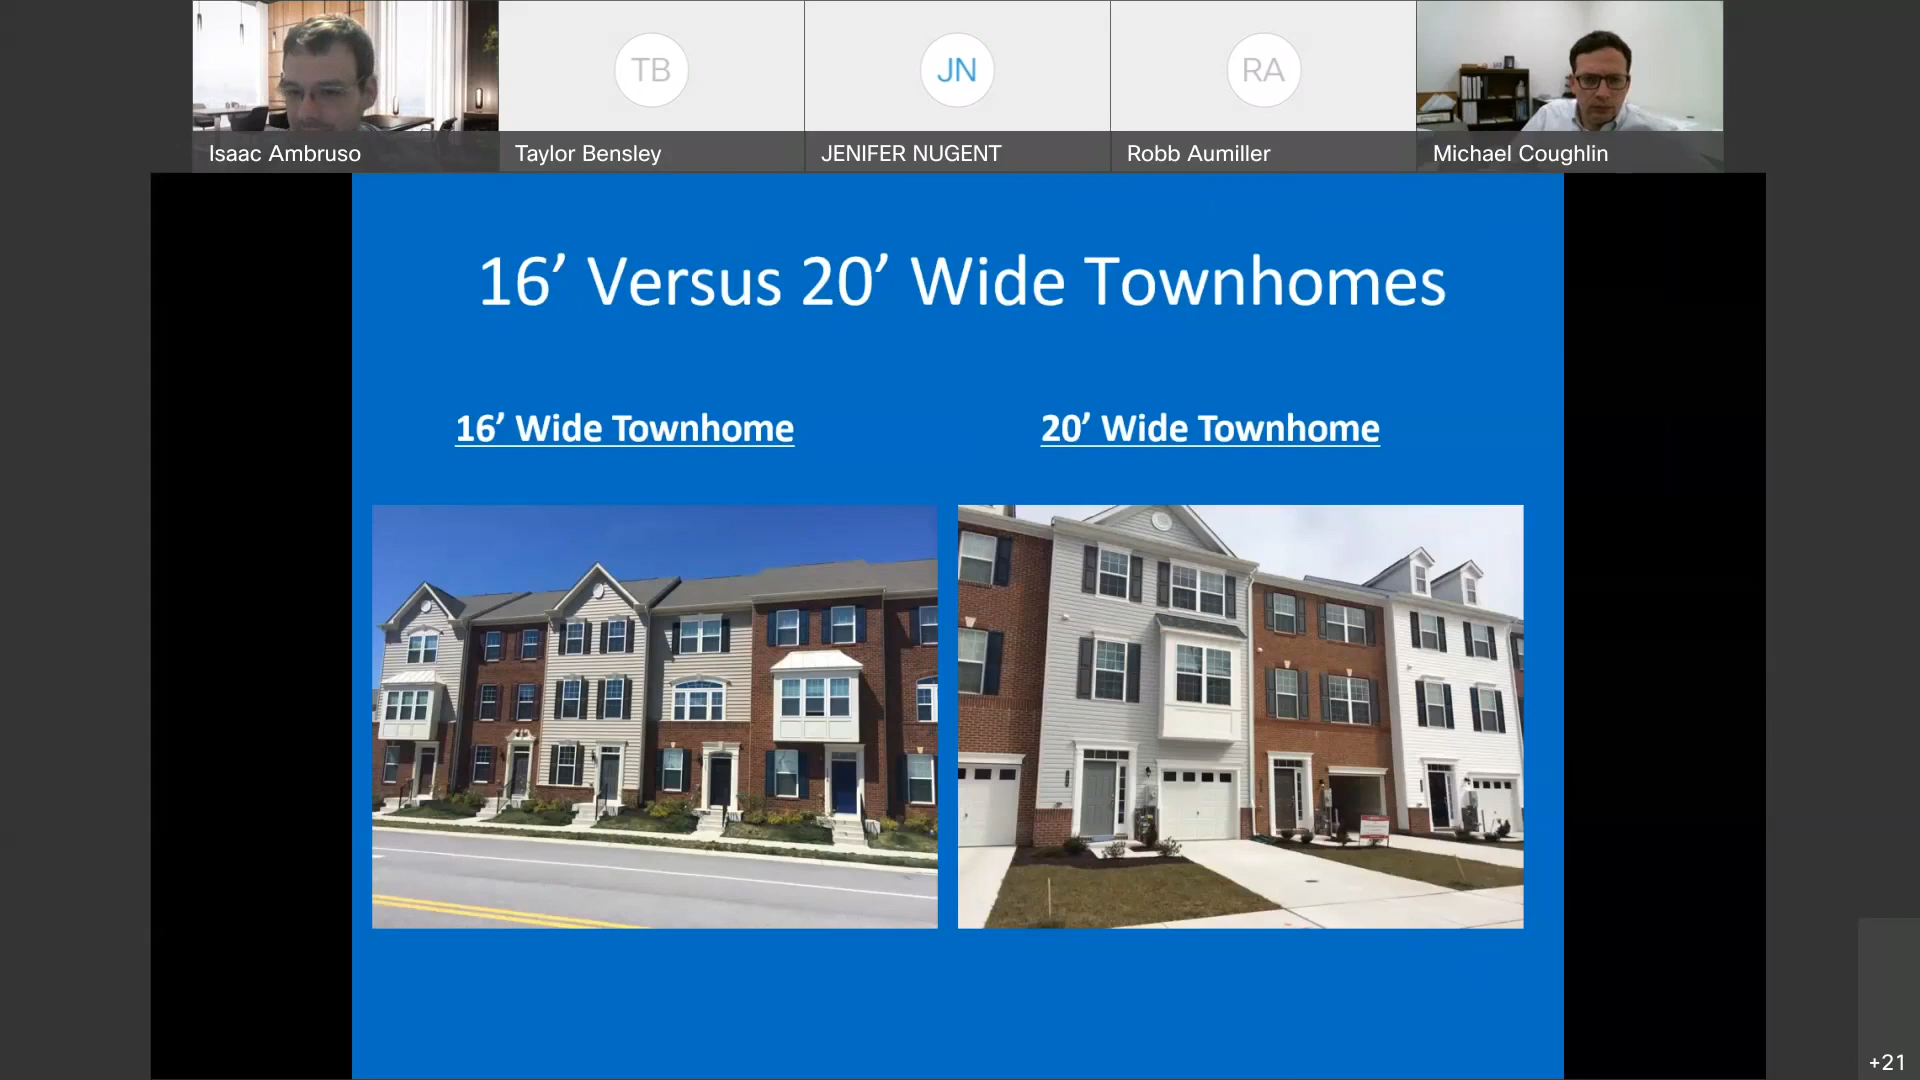 TB
JN
RA
Isaac Ambruso
Taylor Bensley
JENIFER NUGENT
Robb Aumiller
Michael Coughlin
16’ Versus 20’ Wide Townhomes
16’ Wide Townhome
20’ Wide Townhome
+21